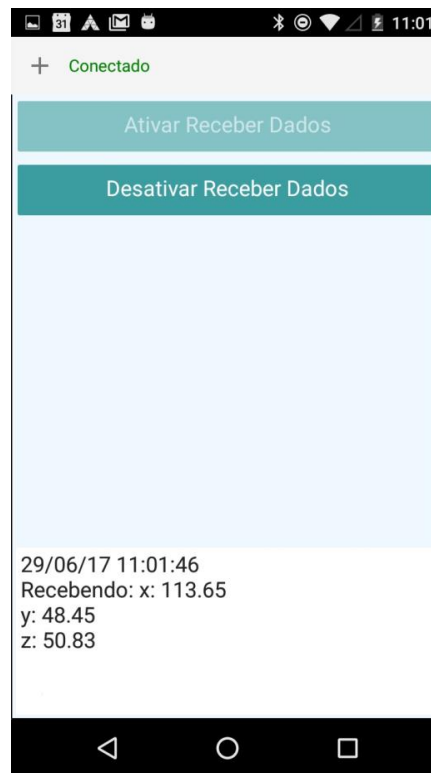 31 11:01
Conectado
Ativar Receber Dados
Desativar Receber Dados
29/06/17 11:01:46
Recebendo: x: 113.65
y: 48.45
z: 50.83